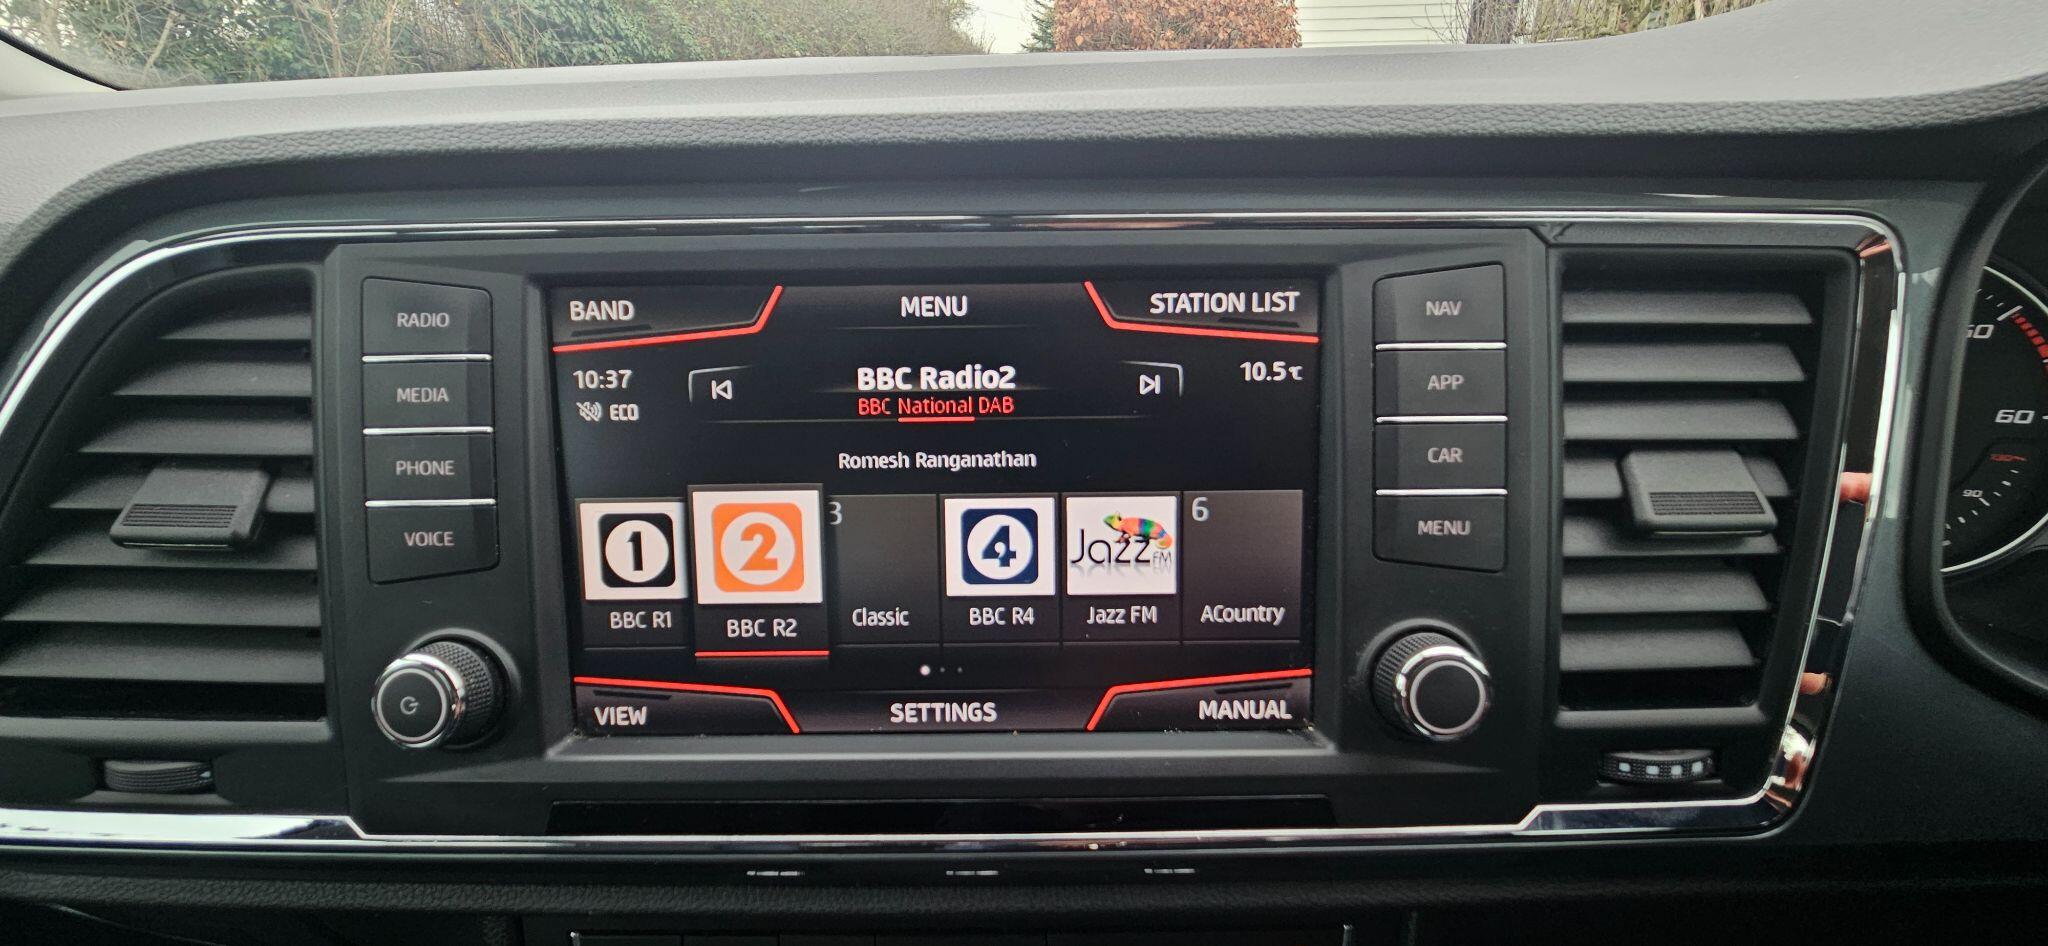 RADIO
MEDIA
PHONE
VOICE
BAND
MENU
STATION LIST
10:37
BBC Radio2
10.5℃
ECO
BBC National DAB
Romesh Ranganathan
1
BBC R1
2
BBC R2
3
Classic
4
BBC R4
Jazz FM
Jazz FM
6
ACountry
VIEW
SETTINGS
MANUAL
NAV
APP
CAR
MENU
60
90